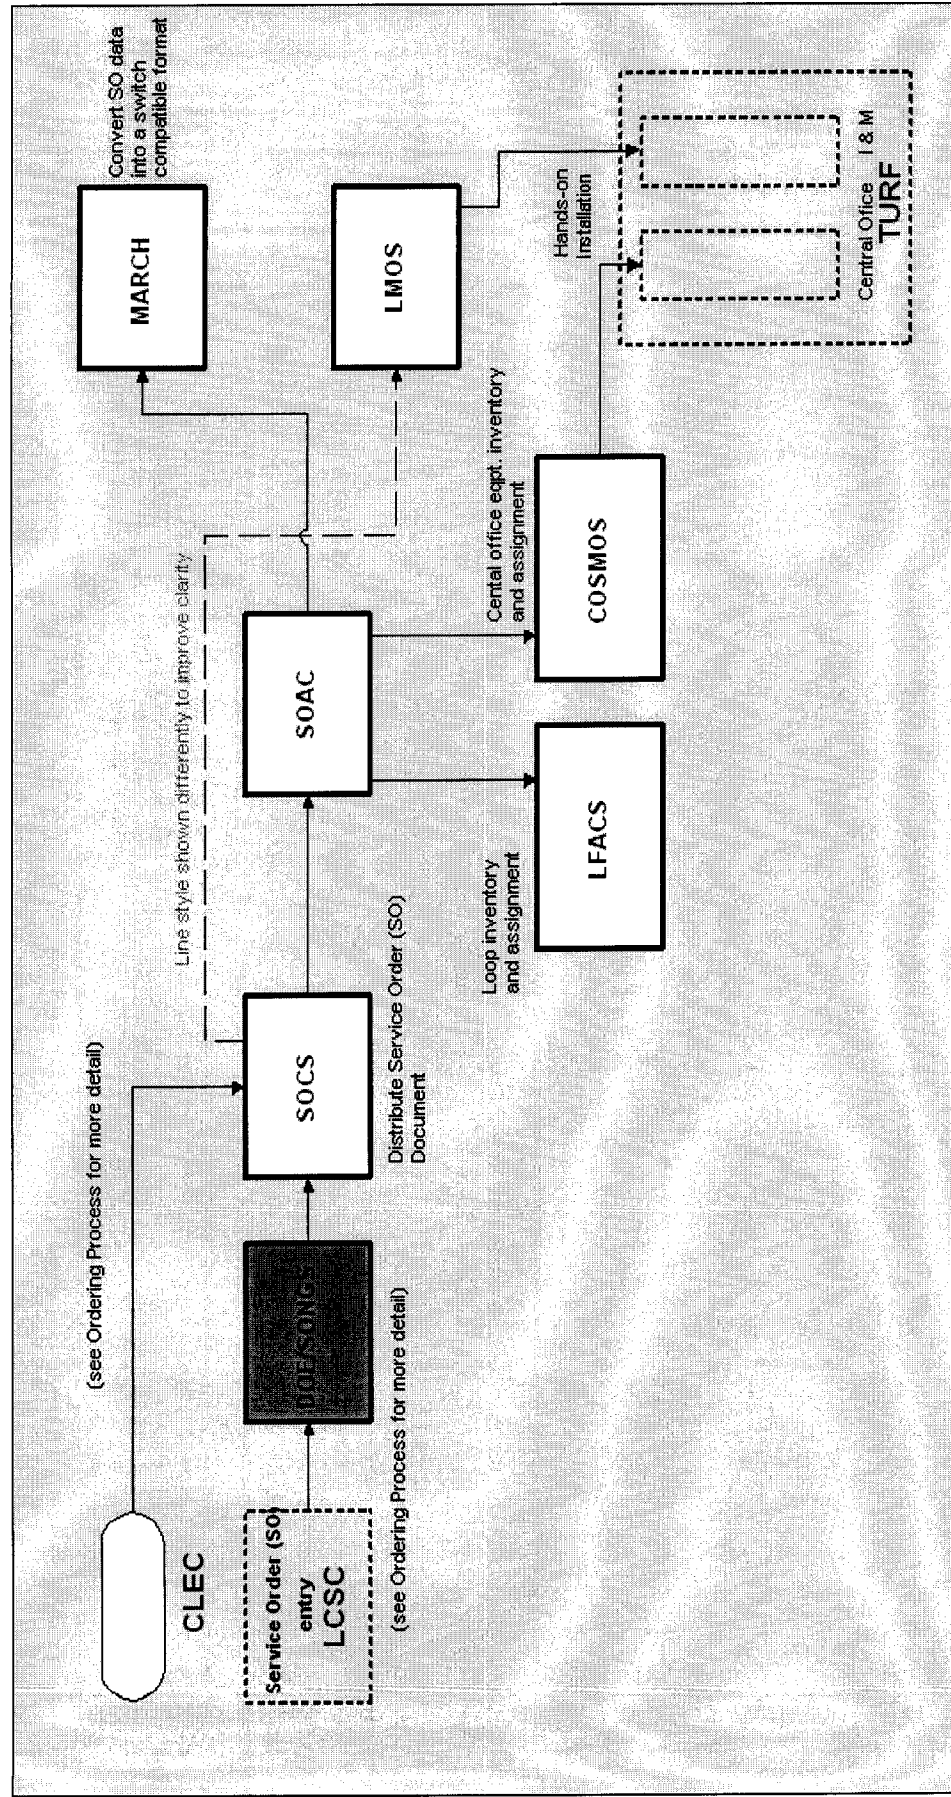 (see Ordering Process for more detail)
CLEC
Service Order (SO)
entry
LCSC
(see Ordering Process for more detail)
SOCS
Distribute Service Order (SO)
Document
Line style shown differently to improve clarity
SOAC
Loop inventory
and assignment
LFACS
Cental office eqpt. inventory
and assignment
COSMOS
MARCH
Convert SO data
into a switch
compatible format
LMOS
Hands-on
Installation
Central Ofice
I & M
TURF